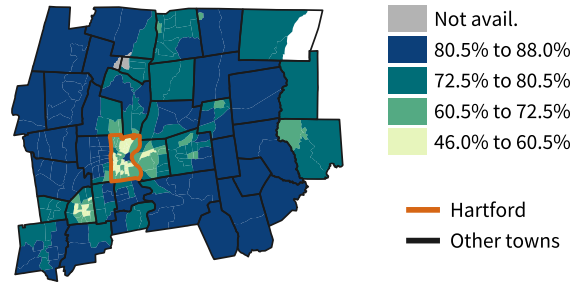 Not avail.
80.5% to 88.0%
72.5% to 80.5%
60.5% to 72.5%
46.0% to 60.5%
Hartford
Other towns